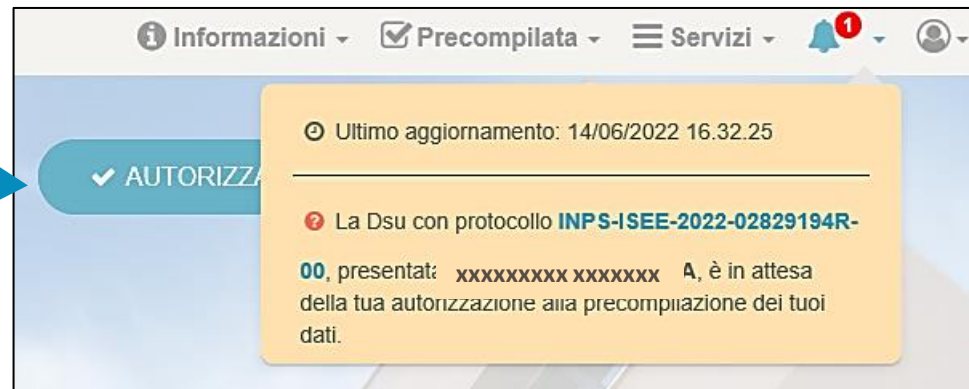 Informazioni Precompilata Servizi 1
AUTORIZZA
Ultimo aggiornamento: 14/06/2022 16.32.25
La Dsu con protocollo INPS-ISEE-2022-02829194R-
00, presentata xxxxxxxxx xxxxxxx A, è in attesa
della tua autorizzazione alla precompilazione dei tuoi
dati.